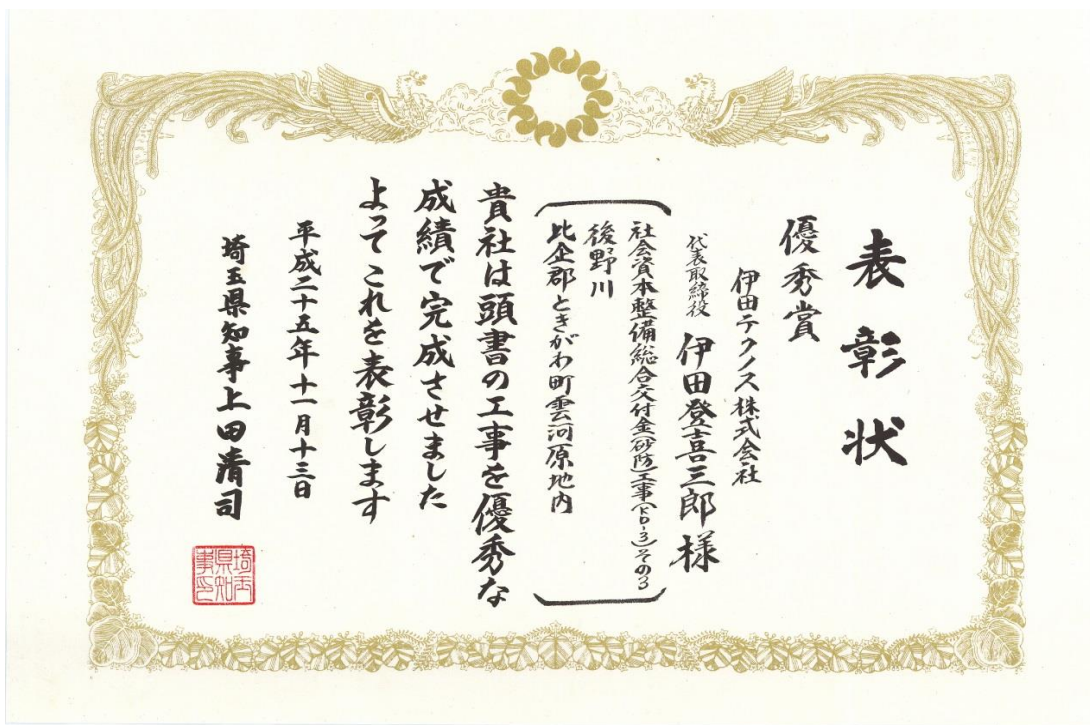 表彰状
優秀賞
伊田テクノス株式会社
代表取締役 伊田登喜三郎様
社会資本整備総合交付金(砂防)工事(ドD-3)その3
後野川
比企郡ときがわ町雲河原地内
貴社は頭書の工事を優秀な
成績で完成させました
よってこれを表彰します
平成二十五年十一月十三日
埼玉県知事上田清司
埼玉
県知
事印